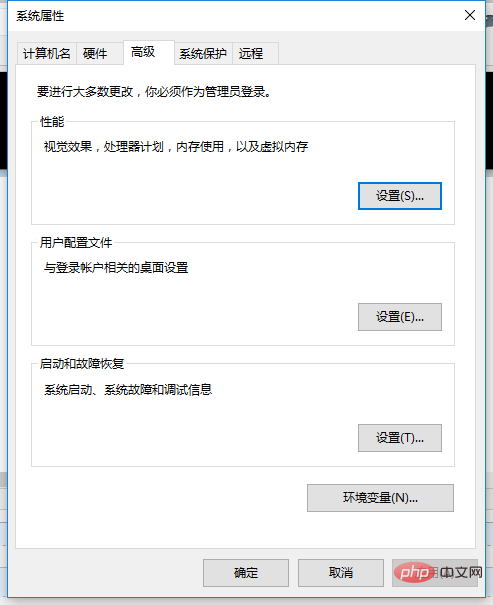 系统属性
计算机名 硬件 高级 系统保护 远程
要进行大多数更改，你必须作为管理员登录。
性能
视觉效果，处理器计划，内存使用，以及虚拟内存
设置(S)...
用户配置文件
与登录帐户相关的桌面设置
设置(E)...
启动和故障恢复
系统启动、系统故障和调试信息
设置(T)...
环境变量(N)...
确定 取消
php 中文网